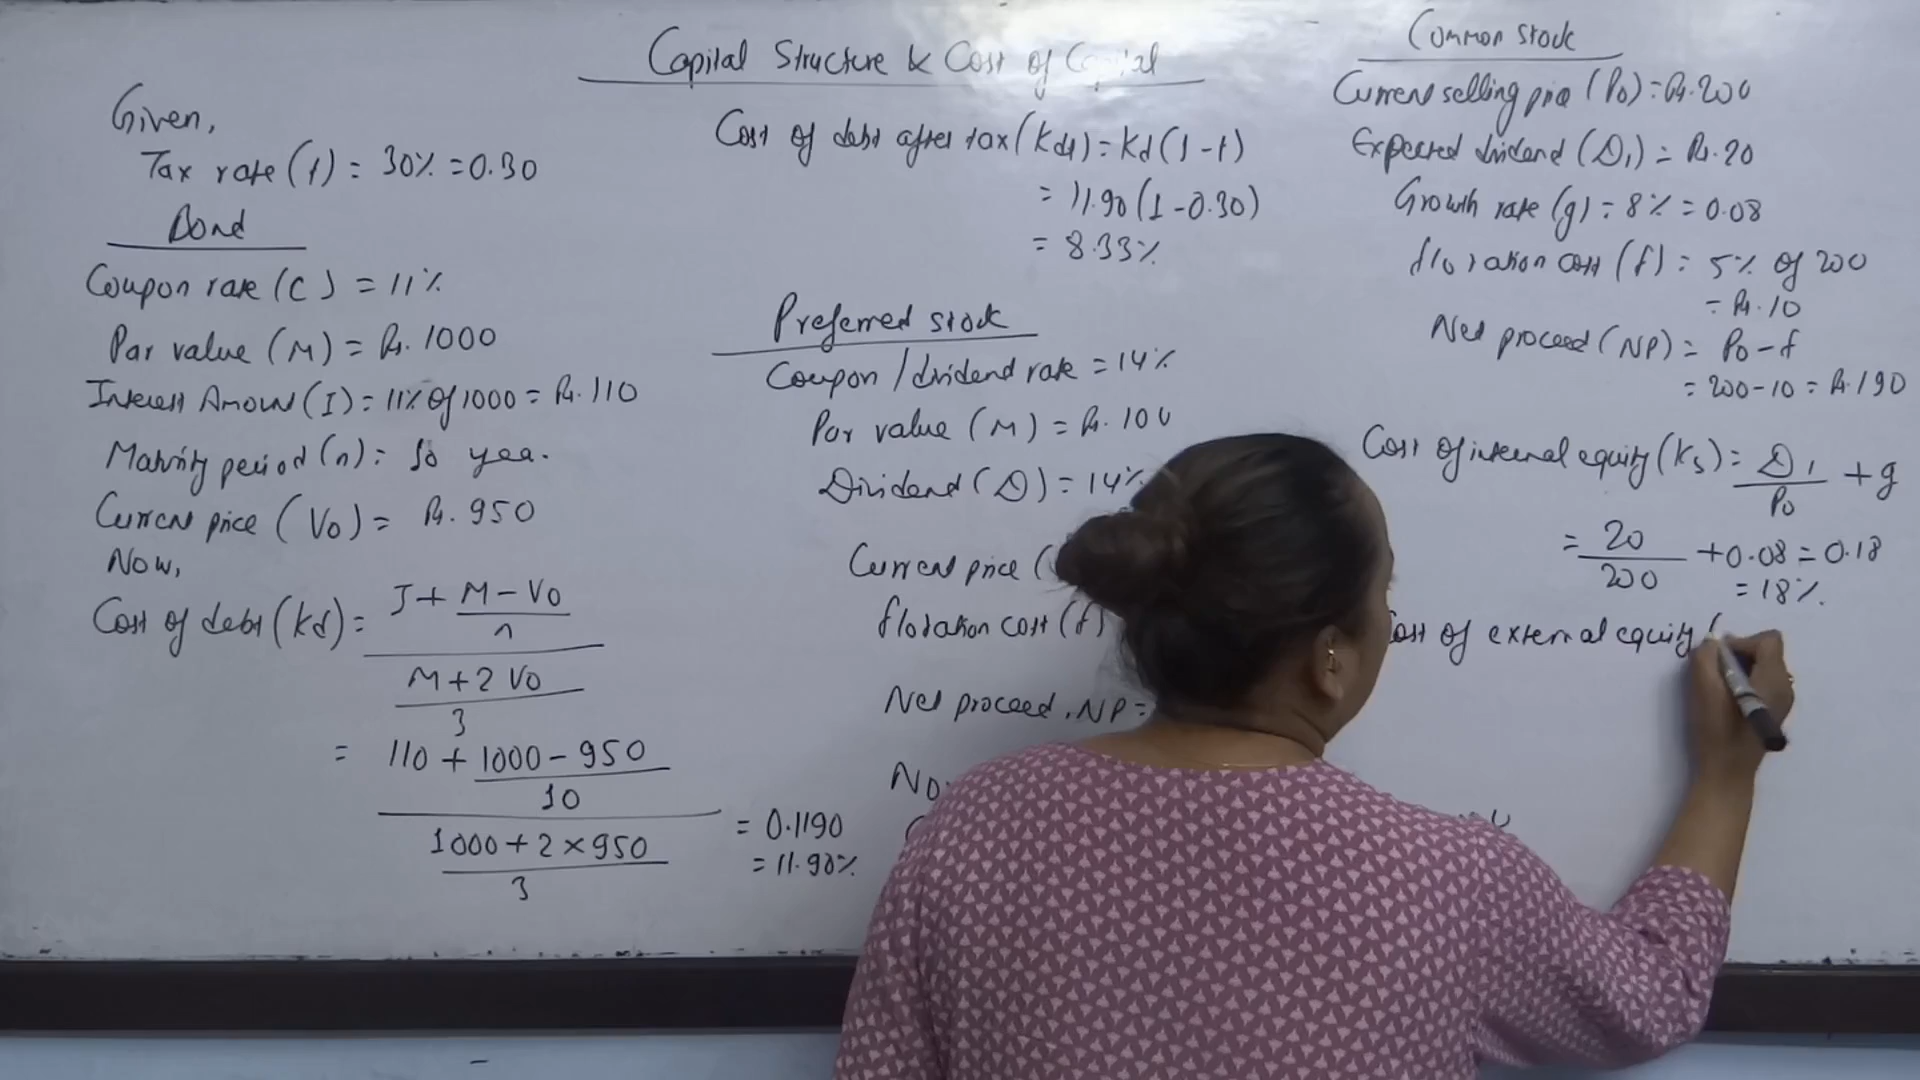 Capital Structure & Cost of Capital
Given,
Tax rate (t) = 30% = 0.30
Bond
Coupon rate (C) = 11%
Par value (M) = Rs. 1000
Interest Amount (I) = 11% of 1000 = Rs. 110
Maturity period (n) = 10 year.
Current price (V0) = Rs. 950
Now,
Cost of debt (kd) = I + M - V0
n
M + 2 V0
3
= 110 + 1000 - 950
10
1000 + 2 × 950
3
= 0.1190
= 11.90%
Cost of debt after tax (kdt) = kd (1 - t)
= 11.90 (1 - 0.30)
= 8.33%
Preferred stock
Coupon / dividend rate = 14%
Par value (M) = Rs. 100
Dividend (D) = 14%
Current price (
flotation cost (f)
Net proceed, NP =
Common stock
Current selling price (P0) = Rs. 200
Expected dividend (D1) = Rs. 20
Growth rate (g) = 8% = 0.08
flotation cost (f) = 5% of 200
= Rs. 10
Net proceed (NP) = P0 - f
= 200 - 10 = Rs. 190
Cost of internal equity (ks) = D1 + g
P0
= 20 + 0.08 = 0.18
200
= 18%.
Cost of external equity (